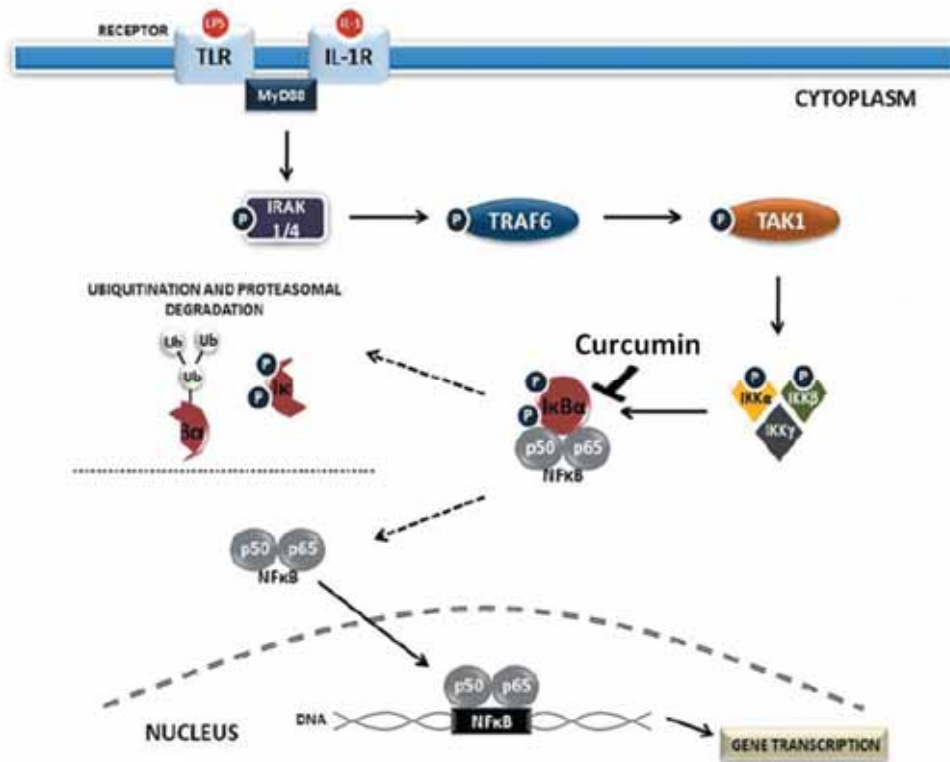 LPS
IL-1
RECEPTOR
TLR
IL-1R
MyD88
CYTOPLASM
P
IRAK
1/4
P
TRAF6
P
TAK1
UBIQUITINATION AND PROTEASOMAL
DEGRADATION
Ub
Ub
Ub
Bα
P
P
Iκ
Curcumin
P
P
IκBα
p50
p65
NFκB
P
P
IKKα
IKKβ
IKKγ
p50
p65
NFκB
p50
p65
NUCLEUS
DNA
NFκB
GENE TRANSCRIPTION